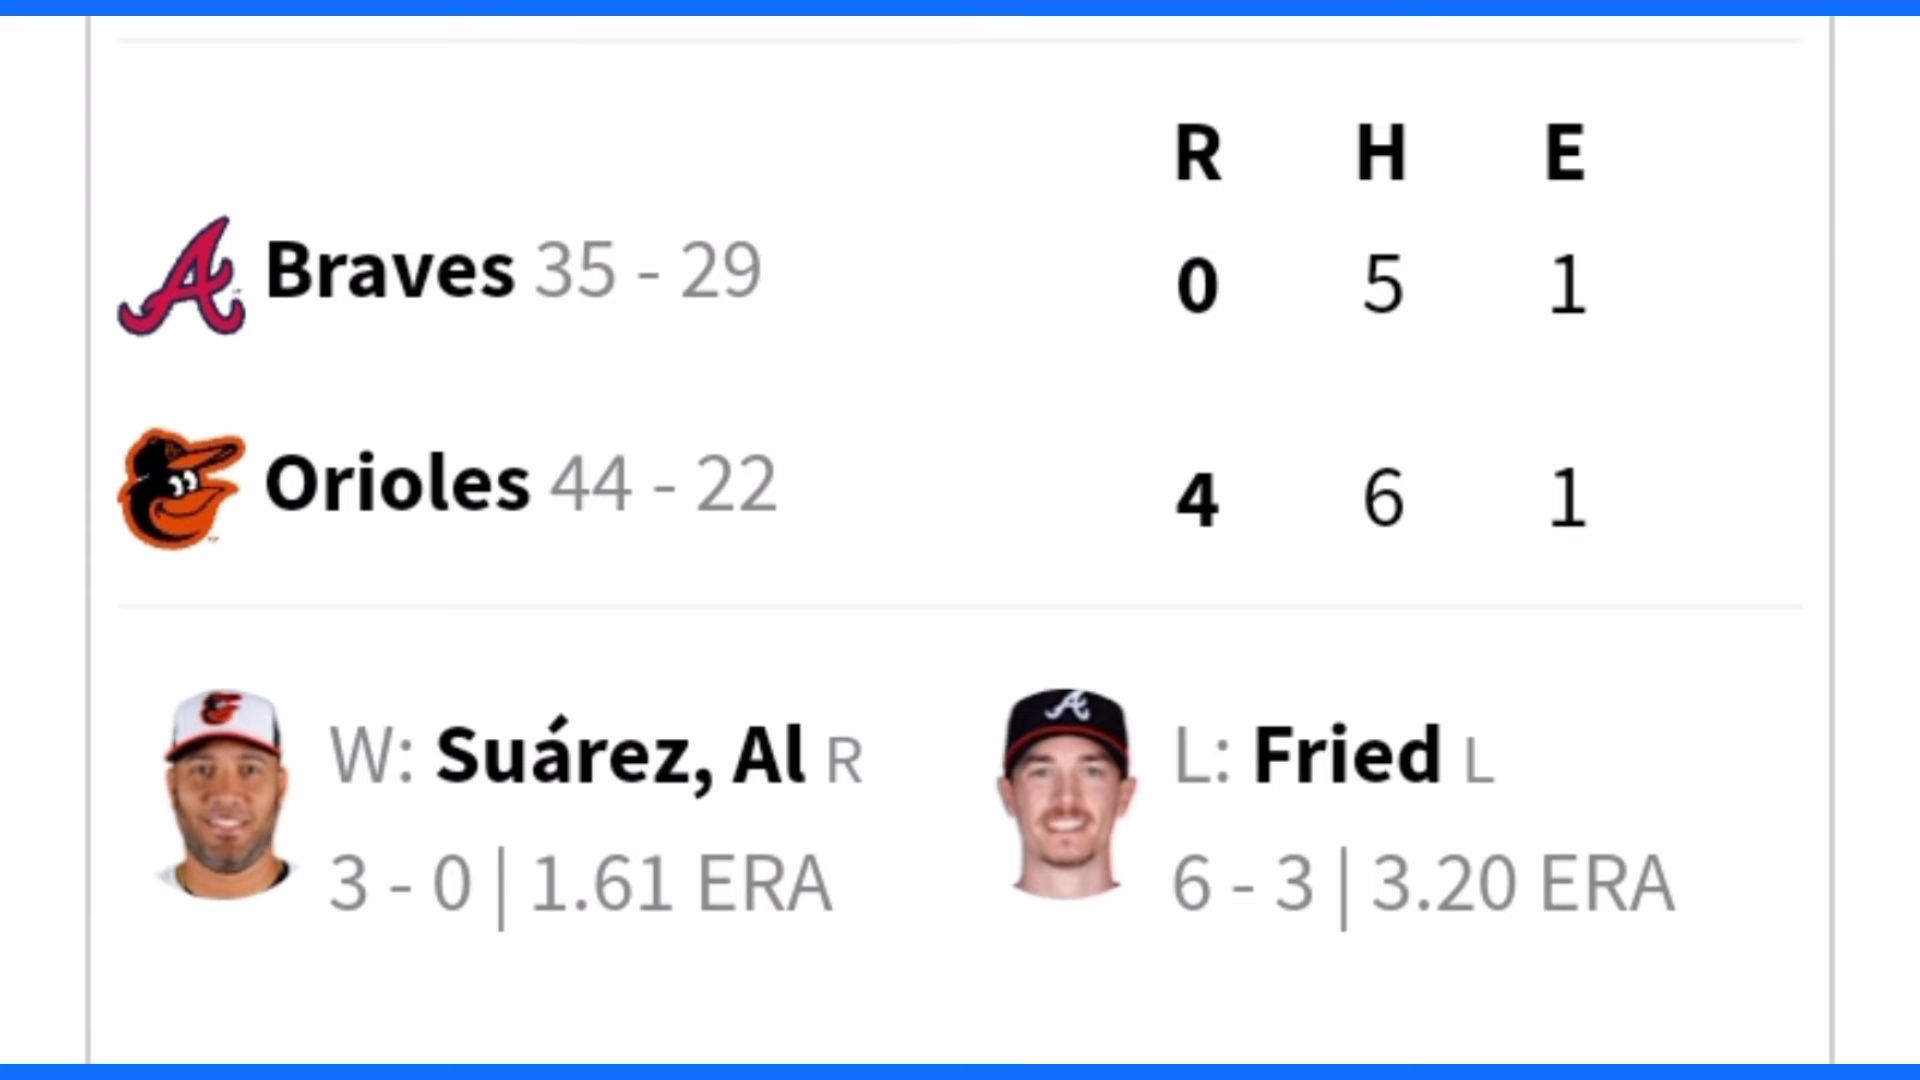 R H E
Braves 35 - 29 0 5 1
Orioles 44 - 22 4 6 1
W: Suárez, Al R
3 - 0 | 1.61 ERA
L: Fried L
6 - 3 | 3.20 ERA